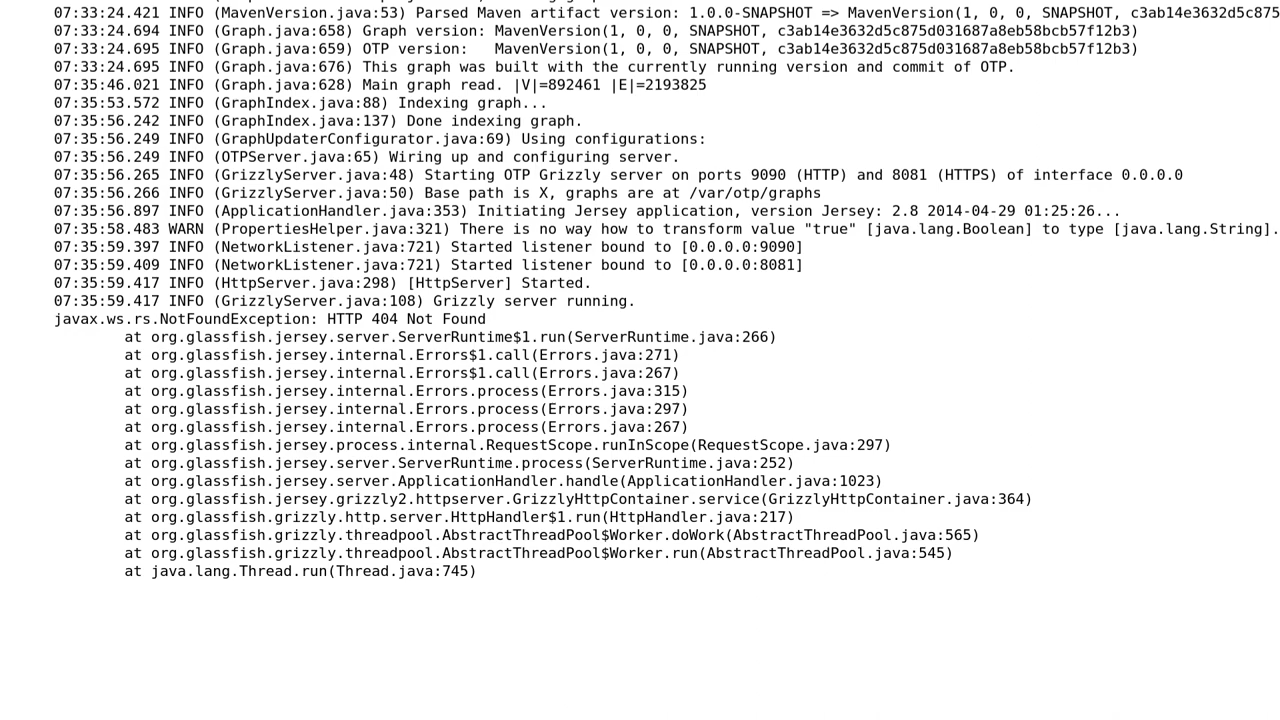 07:33:24.421 INFO (MavenVersion.java:53) Parsed Maven artifact version: 1.0.0-SNAPSHOT => MavenVersion(1, 0, 0, SNAPSHOT, c3ab14e3632d5c875
07:33:24.694 INFO (Graph.java:658) Graph version: MavenVersion(1, 0, 0, SNAPSHOT, c3ab14e3632d5c875d031687a8eb58bcb57f12b3)
07:33:24.695 INFO (Graph.java:659) OTP version:   MavenVersion(1, 0, 0, SNAPSHOT, c3ab14e3632d5c875d031687a8eb58bcb57f12b3)
07:33:24.695 INFO (Graph.java:676) This graph was built with the currently running version and commit of OTP.
07:35:46.021 INFO (Graph.java:628) Main graph read. |V|=892461 |E|=2193825
07:35:53.572 INFO (GraphIndex.java:88) Indexing graph...
07:35:56.242 INFO (GraphIndex.java:137) Done indexing graph.
07:35:56.249 INFO (GraphUpdaterConfigurator.java:69) Using configurations:
07:35:56.249 INFO (OTPServer.java:65) Wiring up and configuring server.
07:35:56.265 INFO (GrizzlyServer.java:48) Starting OTP Grizzly server on ports 9090 (HTTP) and 8081 (HTTPS) of interface 0.0.0.0
07:35:56.266 INFO (GrizzlyServer.java:50) Base path is X, graphs are at /var/otp/graphs
07:35:56.897 INFO (ApplicationHandler.java:353) Initiating Jersey application, version Jersey: 2.8 2014-04-29 01:25:26...
07:35:58.483 WARN (PropertiesHelper.java:321) There is no way how to transform value "true" [java.lang.Boolean] to type [java.lang.String].
07:35:59.397 INFO (NetworkListener.java:721) Started listener bound to [0.0.0.0:9090]
07:35:59.409 INFO (NetworkListener.java:721) Started listener bound to [0.0.0.0:8081]
07:35:59.417 INFO (HttpServer.java:298) [HttpServer] Started.
07:35:59.417 INFO (GrizzlyServer.java:108) Grizzly server running.
javax.ws.rs.NotFoundException: HTTP 404 Not Found
        at org.glassfish.jersey.server.ServerRuntime$1.run(ServerRuntime.java:266)
        at org.glassfish.jersey.internal.Errors$1.call(Errors.java:271)
        at org.glassfish.jersey.internal.Errors$1.call(Errors.java:267)
        at org.glassfish.jersey.internal.Errors.process(Errors.java:315)
        at org.glassfish.jersey.internal.Errors.process(Errors.java:297)
        at org.glassfish.jersey.internal.Errors.process(Errors.java:267)
        at org.glassfish.jersey.process.internal.RequestScope.runInScope(RequestScope.java:297)
        at org.glassfish.jersey.server.ServerRuntime.process(ServerRuntime.java:252)
        at org.glassfish.jersey.server.ApplicationHandler.handle(ApplicationHandler.java:1023)
        at org.glassfish.jersey.grizzly2.httpserver.GrizzlyHttpContainer.service(GrizzlyHttpContainer.java:364)
        at org.glassfish.grizzly.http.server.HttpHandler$1.run(HttpHandler.java:217)
        at org.glassfish.grizzly.threadpool.AbstractThreadPool$Worker.doWork(AbstractThreadPool.java:565)
        at org.glassfish.grizzly.threadpool.AbstractThreadPool$Worker.run(AbstractThreadPool.java:545)
        at java.lang.Thread.run(Thread.java:745)